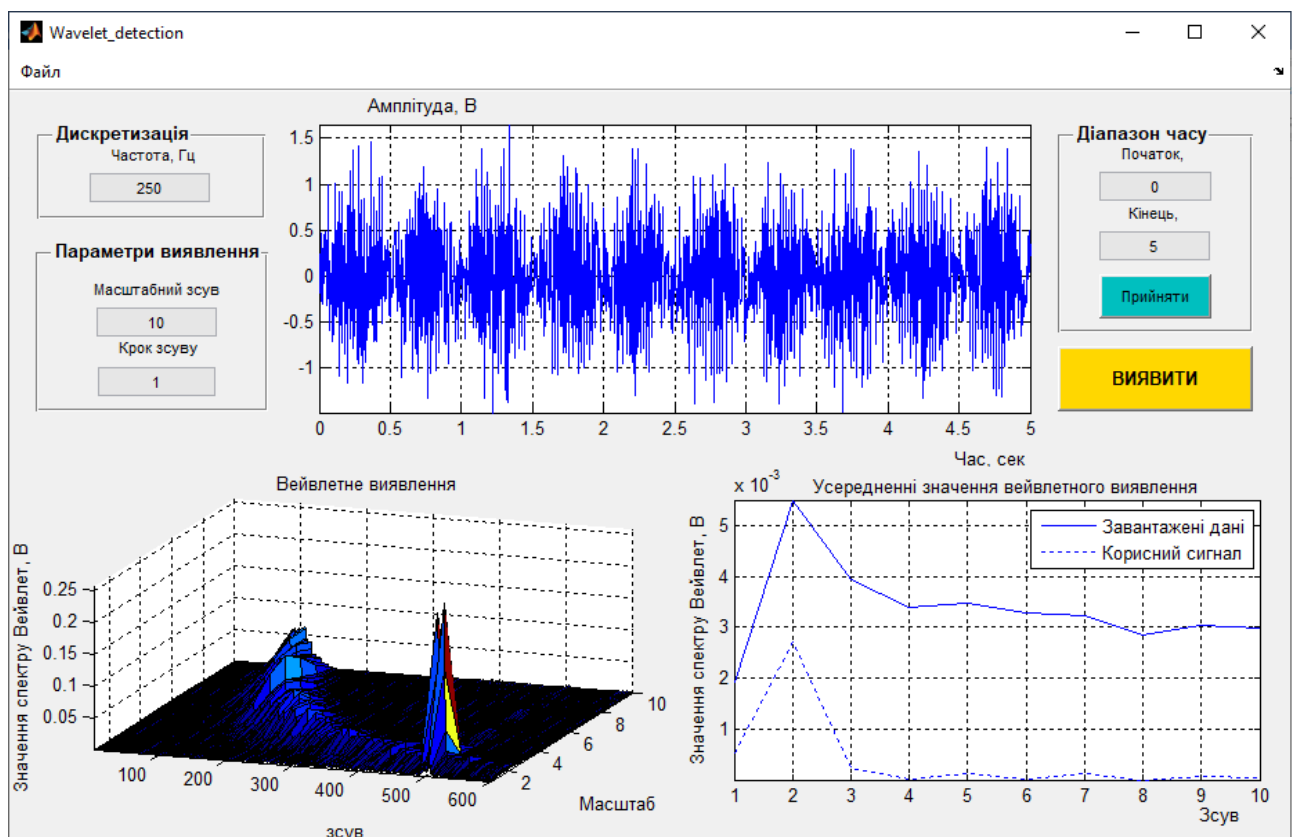 Wavelet_detection
Файл
Дискретизація
Частота, Гц
250
Параметри виявлення
Масштабний зсув
10
Крок зсуву
1
Амплітуда, В
1.5
1
0.5
0
-0.5
-1
0 0.5 1 1.5 2 2.5 3 3.5 4 4.5 5
Час, сек
Діапазон часу
Початок,
0
Кінець,
5
Прийняти
ВИЯВИТИ
Вейвлетне виявлення
Значення спектру Вейвлет, В
0.25
0.2
0.15
0.1
0.05
100 200 300 400 500 600
зсув
2 4 6 8 10
Масштаб
x 10-3
Усередненні значення вейвлетного виявлення
Значення спектру Вейвлет, В
5
4
3
2
1
Завантажені дані
Корисний сигнал
1 2 3 4 5 6 7 8 9 10
Зсув